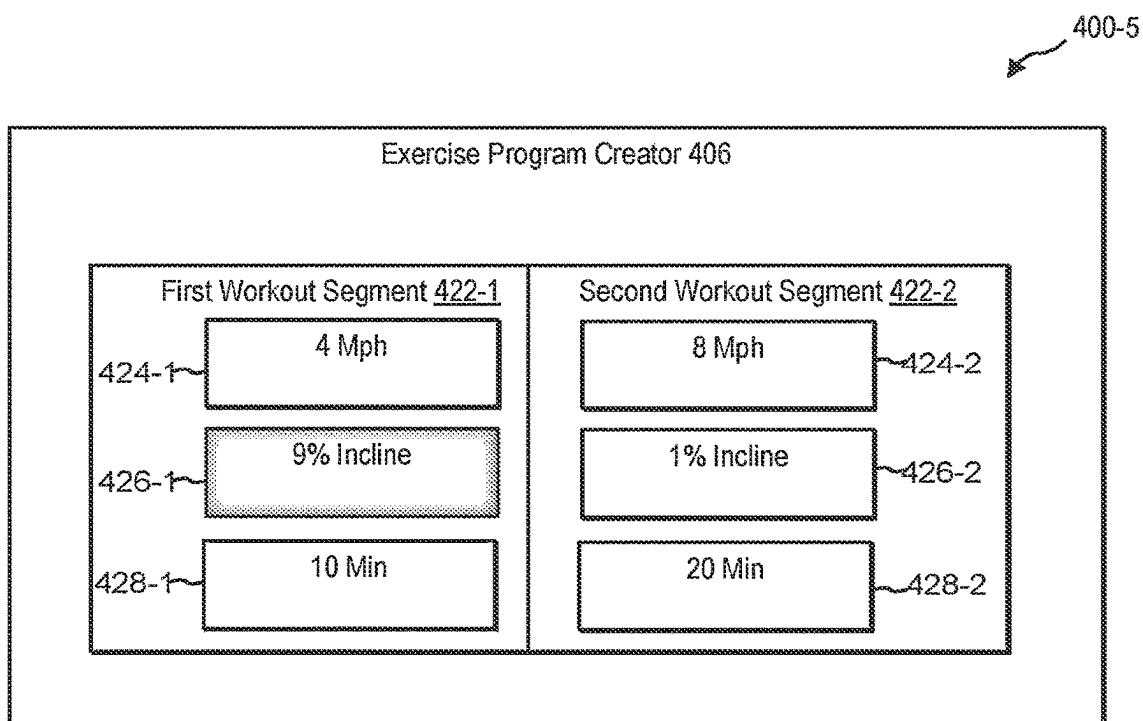 400-5
Exercise Program Creator 406
First Workout Segment 422-1
Second Workout Segment 422-2
4 Mph
8 Mph
424-1
424-2
9% Incline
1% Incline
426-1
426-2
10 Min
20 Min
428-1
428-2